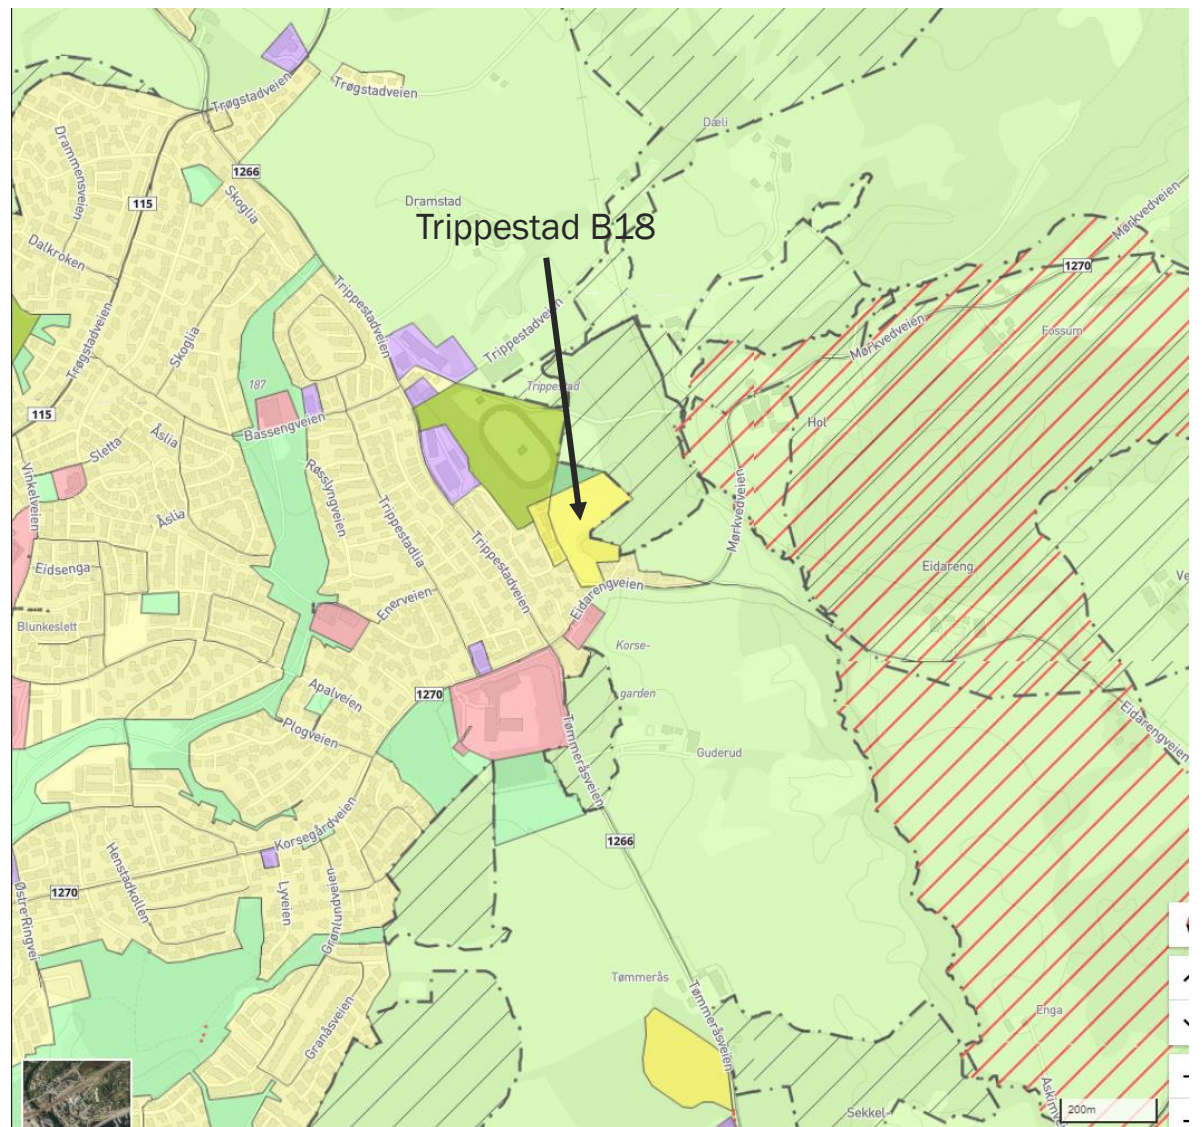 Trøgstadveien
Trøgstadveien
Dæli
Drammensveien
1266
115
Skoglia
Dramstad
Trippestad B18
Mørkvedveien
Dalkroken
1270
Trippestadveien
Trøgstadveien
Skoglia
Trippestadveien
Mørkvedveien
Fossum
187
Trippestad
115
Bassengveien
Hol
Sletta
Åslia
Vinkelveien
Røsslyngveien
Trippestadlia
Mørkvedveien
Åslia
Trippestadveien
Eidsenga
Eidareng
Enerveien
Eidarengveien
Blunkeslett
Korse-
garden
Apalveien
1270
Plogveien
Tømmeråsveien
Guderud
Eidarengveien
Korsegårdveien
1266
Henstadkollen
1270
Lyveien
Grønlundveien
Østre Ringvei
Tømmerås
Tømmeråsveien
Granåsveien
Enga
200m
Sekkel-